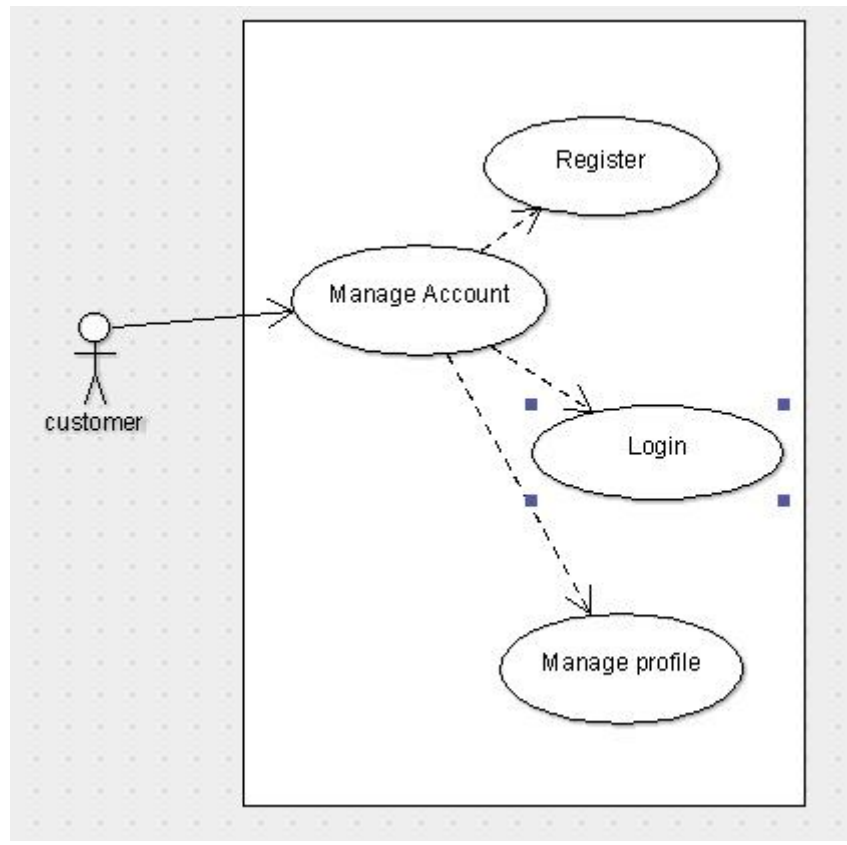 Register
Manage Account
customer
Login
Manage profile